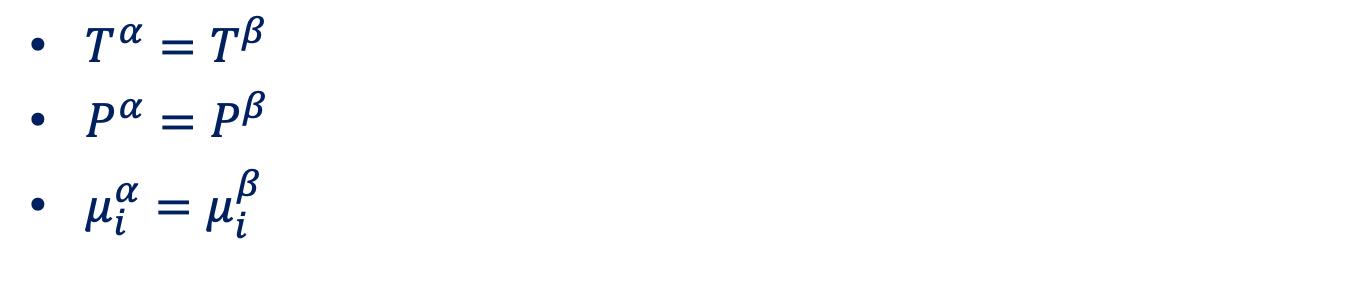 • T^α = T^β
• P^α = P^β
• μ_i^α = μ_i^β